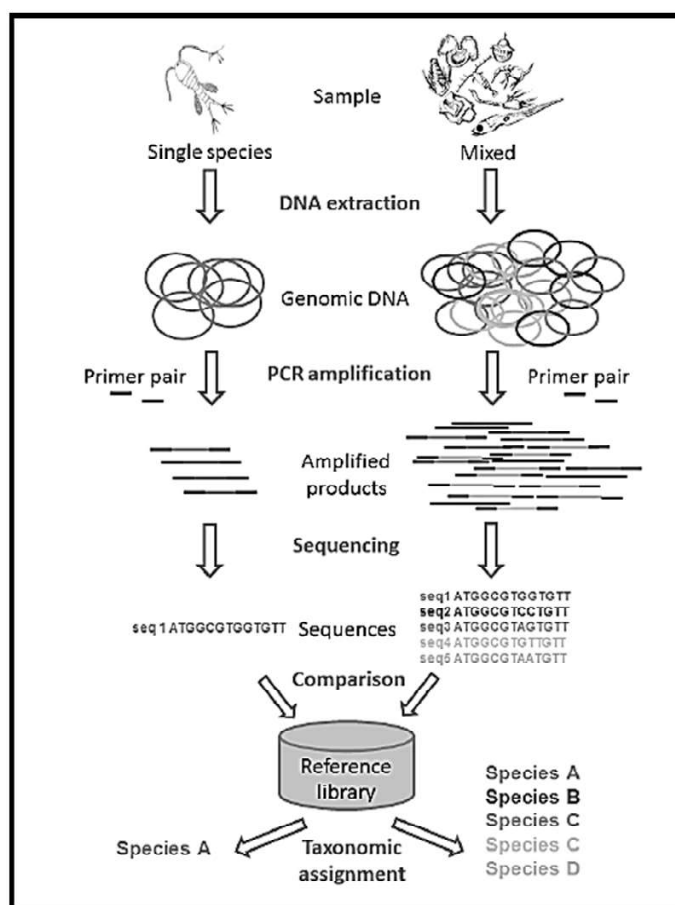 Sample
Single species
Mixed
DNA extraction
Genomic DNA
Primer pair
PCR amplification
Primer pair
Amplified
products
Sequencing
seq 1 ATGGCGTGGTGTT
Sequences
seq1 ATGGCGTGGTGTT
seq2 ATGGCGTCCTGTT
seq3 ATGGCGTAGTGTT
seq4 ATGGCGTGTTGTT
seq5 ATGGCGTAATGTT
Comparison
Reference
library
Species A
Taxonomic
assignment
Species A
Species B
Species C
Species C
Species D